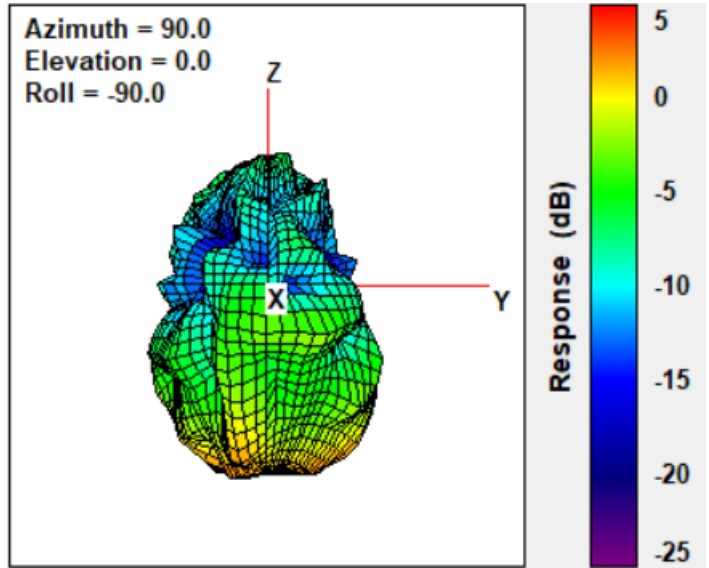 Azimuth = 90.0
Elevation = 0.0
Roll = -90.0
Z
X
Y
Response (dB)
5
0
-5
-10
-15
-20
-25